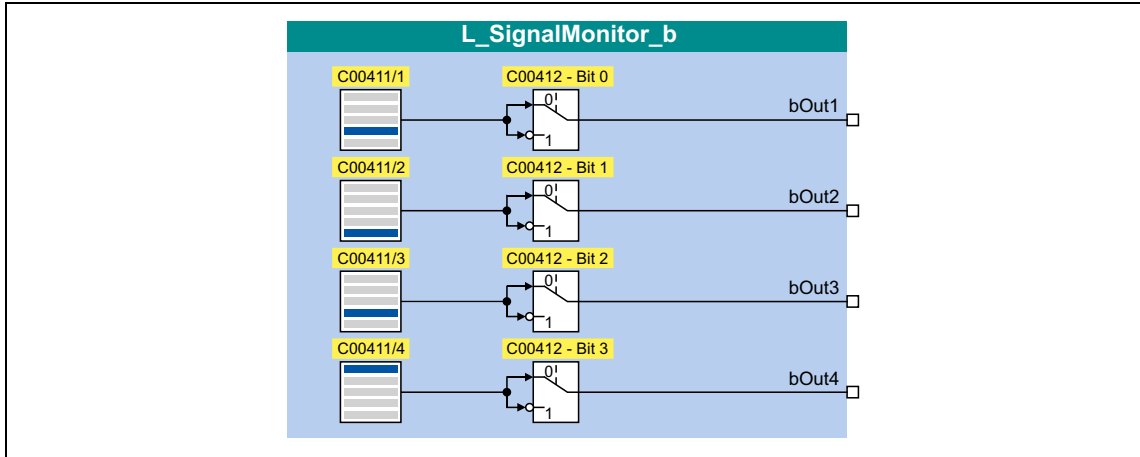 L_SignalMonitor_b
C00411/1 C00412 - Bit 0
0
1
bOut1
C00411/2 C00412 - Bit 1
0
1
bOut2
C00411/3 C00412 - Bit 2
0
1
bOut3
C00411/4 C00412 - Bit 3
0
1
bOut4